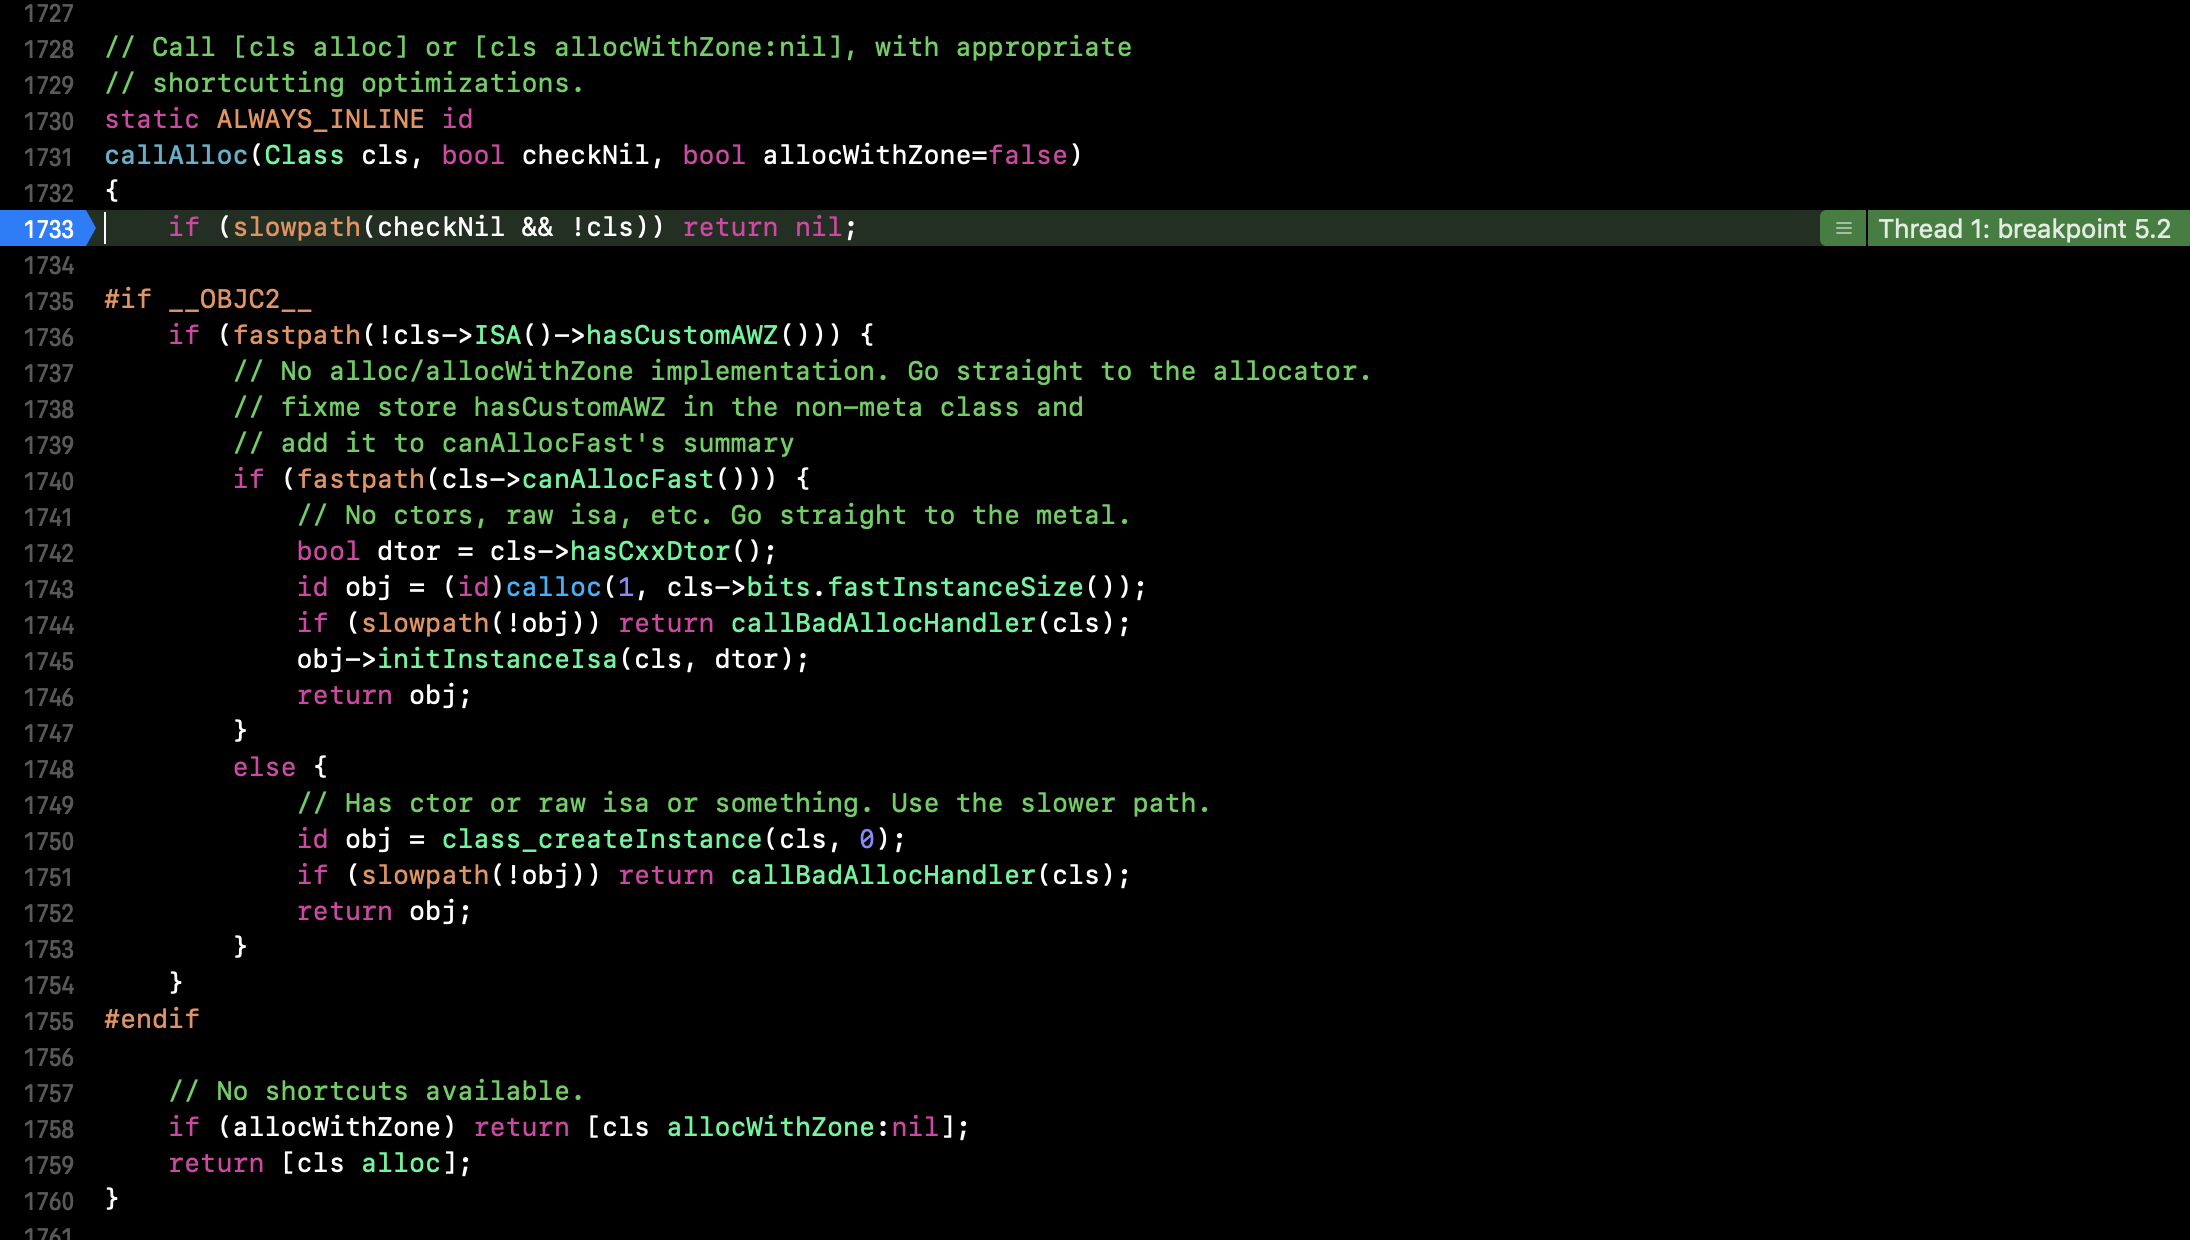 1727
1728 // Call [cls alloc] or [cls allocWithZone:nil], with appropriate
1729 // shortcutting optimizations.
1730 static ALWAYS_INLINE id
1731 callAlloc(Class cls, bool checkNil, bool allocWithZone=false)
1732 {
1733     if (slowpath(checkNil && !cls)) return nil; Thread 1: breakpoint 5.2
1734
1735 #if __OBJC2__
1736     if (fastpath(!cls->ISA()->hasCustomAWZ())) {
1737         // No alloc/allocWithZone implementation. Go straight to the allocator.
1738         // fixme store hasCustomAWZ in the non-meta class and
1739         // add it to canAllocFast's summary
1740         if (fastpath(cls->canAllocFast())) {
1741             // No ctors, raw isa, etc. Go straight to the metal.
1742             bool dtor = cls->hasCxxDtor();
1743             id obj = (id)calloc(1, cls->bits.fastInstanceSize());
1744             if (slowpath(!obj)) return callBadAllocHandler(cls);
1745             obj->initInstanceIsa(cls, dtor);
1746             return obj;
1747         }
1748         else {
1749             // Has ctor or raw isa or something. Use the slower path.
1750             id obj = class_createInstance(cls, 0);
1751             if (slowpath(!obj)) return callBadAllocHandler(cls);
1752             return obj;
1753         }
1754     }
1755 #endif
1756
1757     // No shortcuts available.
1758     if (allocWithZone) return [cls allocWithZone:nil];
1759     return [cls alloc];
1760 }
1761